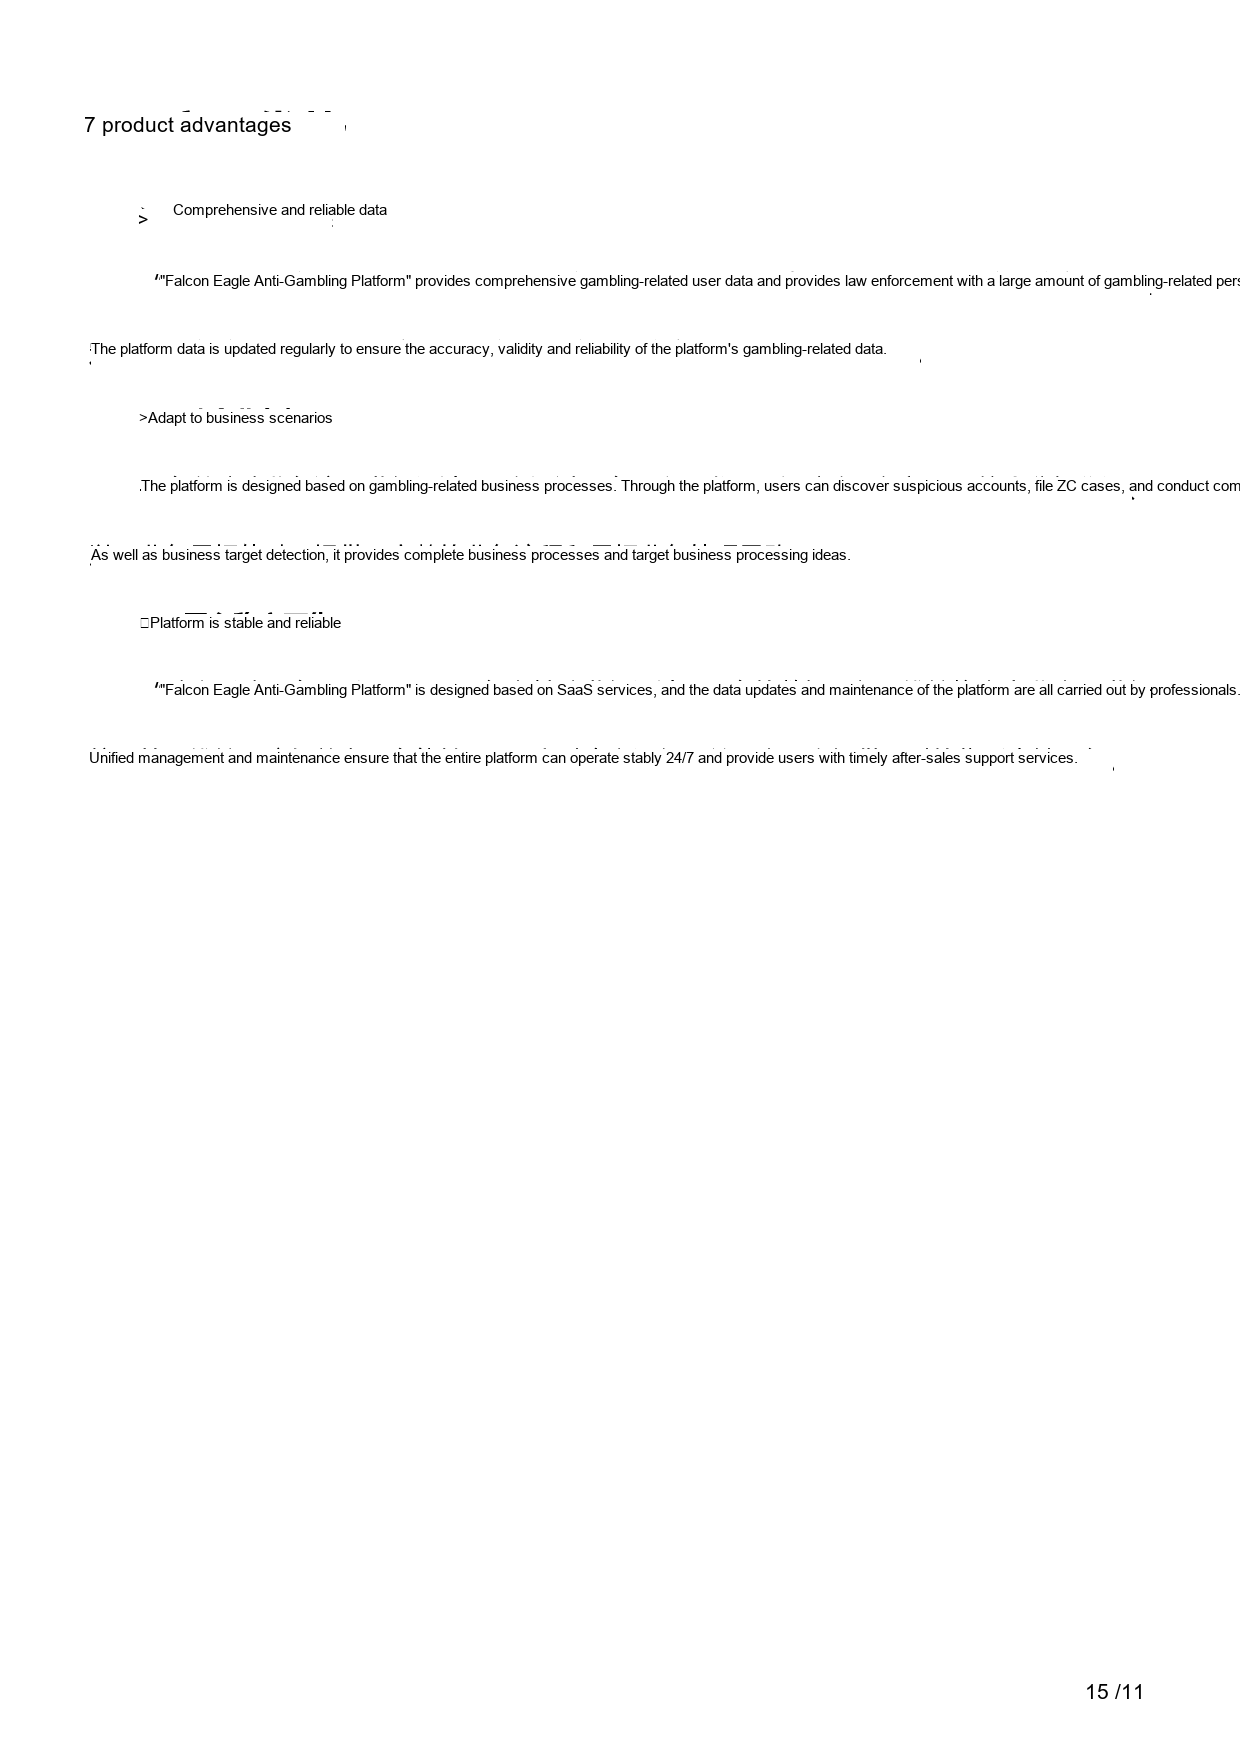 7 product advantages
> Comprehensive and reliable data
"Falcon Eagle Anti-Gambling Platform" provides comprehensive gambling-related user data and provides law enforcement with a large amount of gambling-related
The platform data is updated regularly to ensure the accuracy, validity and reliability of the platform's gambling-related data.
>Adapt to business scenarios
The platform is designed based on gambling-related business processes. Through the platform, users can discover suspicious accounts, file ZC cases, and conduct
As well as business target detection, it provides complete business processes and target business processing ideas.
Platform is stable and reliable
"Falcon Eagle Anti-Gambling Platform" is designed based on SaaS services, and the data updates and maintenance of the platform are all carried out by professionals.
Unified management and maintenance ensure that the entire platform can operate stably 24/7 and provide users with timely after-sales support services.
15 /11